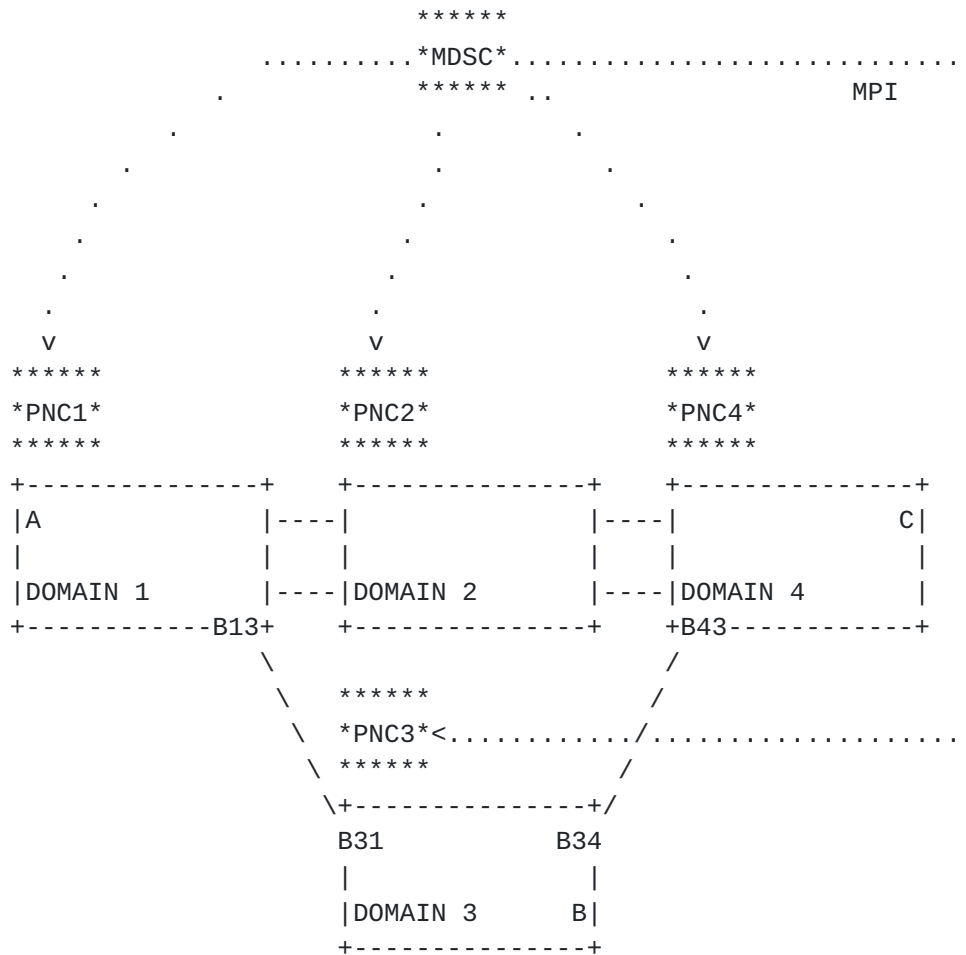 ******
..........*MDSC*.............................
. ****** .. MPI
. . .
. . .
. . .
. . .
. . .
. . .
v v v
****** ****** ******
*PNC1* *PNC2* *PNC4*
****** ****** ******
+---------------+ +---------------+ +---------------+
|A |----| |----| C|
| | | | | |
|DOMAIN 1 |----|DOMAIN 2 |----|DOMAIN 4 |
+------------B13+ +---------------+ +B43------------+
\ /
\ ****** /
\ *PNC3*<............/....................
\ ****** /
\+---------------+/
B31 B34
| |
|DOMAIN 3 B|
+---------------+